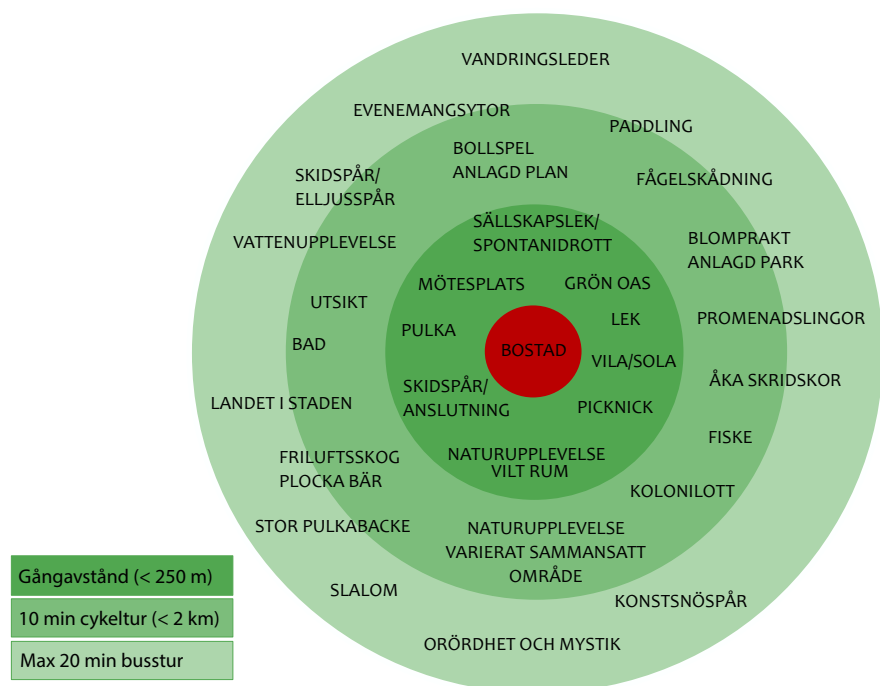 VANDRINGSLEDER
EVENEMANGSYTOR
PADDLING
BOLLSPEL
ANLAGD PLAN
SKIDSPÅR/
ELLJUSSPÅR
FÅGELSKÅDNING
SÄLLSKAPSLEK/
SPONTANIDROTT
VATTENUPPLEVELSE
BLOMPRAKT
ANLAGD PARK
MÖTESPLATS
GRÖN OAS
UTSIKT
LEK
PROMENADSLINGOR
PULKA
BAD
BOSTAD
VILA/SOLA
SKIDSPÅR/
ANSLUTNING
ÅKA SKRIDSKOR
LANDET I STADEN
PICKNICK
FISKE
NATURUPPLEVELSE
VILT RUM
FRILUFTSSKOG
PLOCKA BÄR
KOLONILOTT
STOR PULKABACKE
NATURUPPLEVELSE
VARIERAT SAMMANSATT
OMRÅDE
SLALOM
KONSTSNÖSPÅR
ORÖRDHET OCH MYSTIK
Gångavstånd (< 250 m)
10 min cykeltur (< 2 km)
Max 20 min busstur